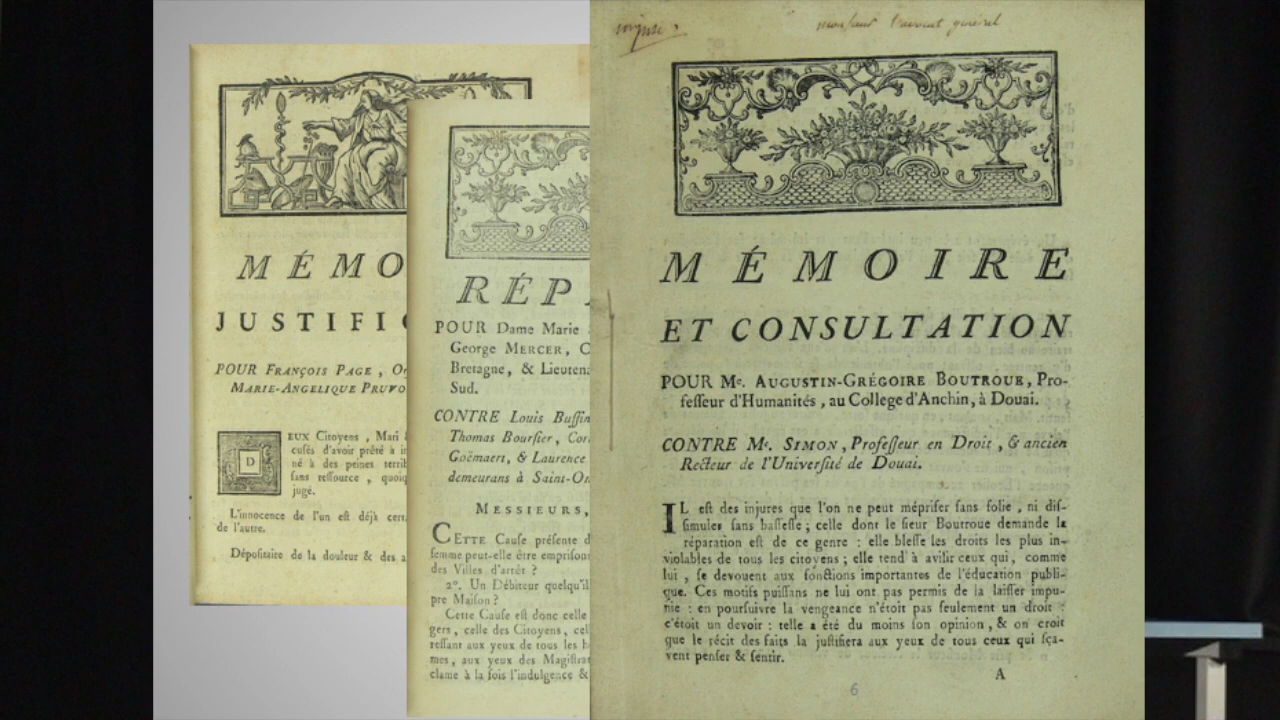 MÉMO
JUSTIFI
POUR FRANÇOIS PAGE, O
MARIE-ANGELIQUE PRUVO
D
EUX Citoyens, Mari
cusés d'avoir prêté à
né à des peines terrib
sans ressource, quoiq
jugé.
L'innocence de l'un est déjà cert
de l'autre.
Dépositaire de la douleur & des a
RÉP
POUR Dame Marie
George MERCER, C
Bretagne, & Lieuten
Sud.
CONTRE Louis Buffin
Thomas Boursier, Cor
Goëmaert, & Laurence
demeurans à Saint-O
MESSIEURS,
CETTE Cause présente d
femme peut-elle être emprison
des Villes d'arrêt ?
2°. Un Débiteur quelqu'il
pre Maison ?
Cette Cause est donc celle
gers, celle des Citoyens, cel
ressant aux yeux de tous les h
mes, aux yeux des Magistra
clame à la fois l'indulgence &
monsieur l'avocat général
MÉMOIRE
ET CONSULTATION
POUR Me. AUGUSTIN-GRÉGOIRE BOUTROUE, Pro-
fesseur d'Humanités, au College d'Anchin, à Douai.
CONTRE Me. SIMON, Professeur en Droit, & ancien
Recteur de l'Université de Douai.
IL est des injures que l'on ne peut mépriser sans folie, ni dis-
simuler sans bassesse; celle dont le sieur Boutroue demande la
réparation est de ce genre : elle blesse les droits les plus in-
violables de tous les citoyens; elle tend à avilir ceux qui, comme
lui, se devouent aux fonctions importantes de l'éducation publi-
que. Ces motifs puissans ne lui ont pas permis de la laisser impu-
nie : en poursuivre la vengeance n'étoit pas seulement un droit :
c'étoit un devoir : telle a été du moins son opinion, & on croit
que le récit des faits la justifiera aux yeux de tous ceux qui sça-
vent penser & sentir.
A
6